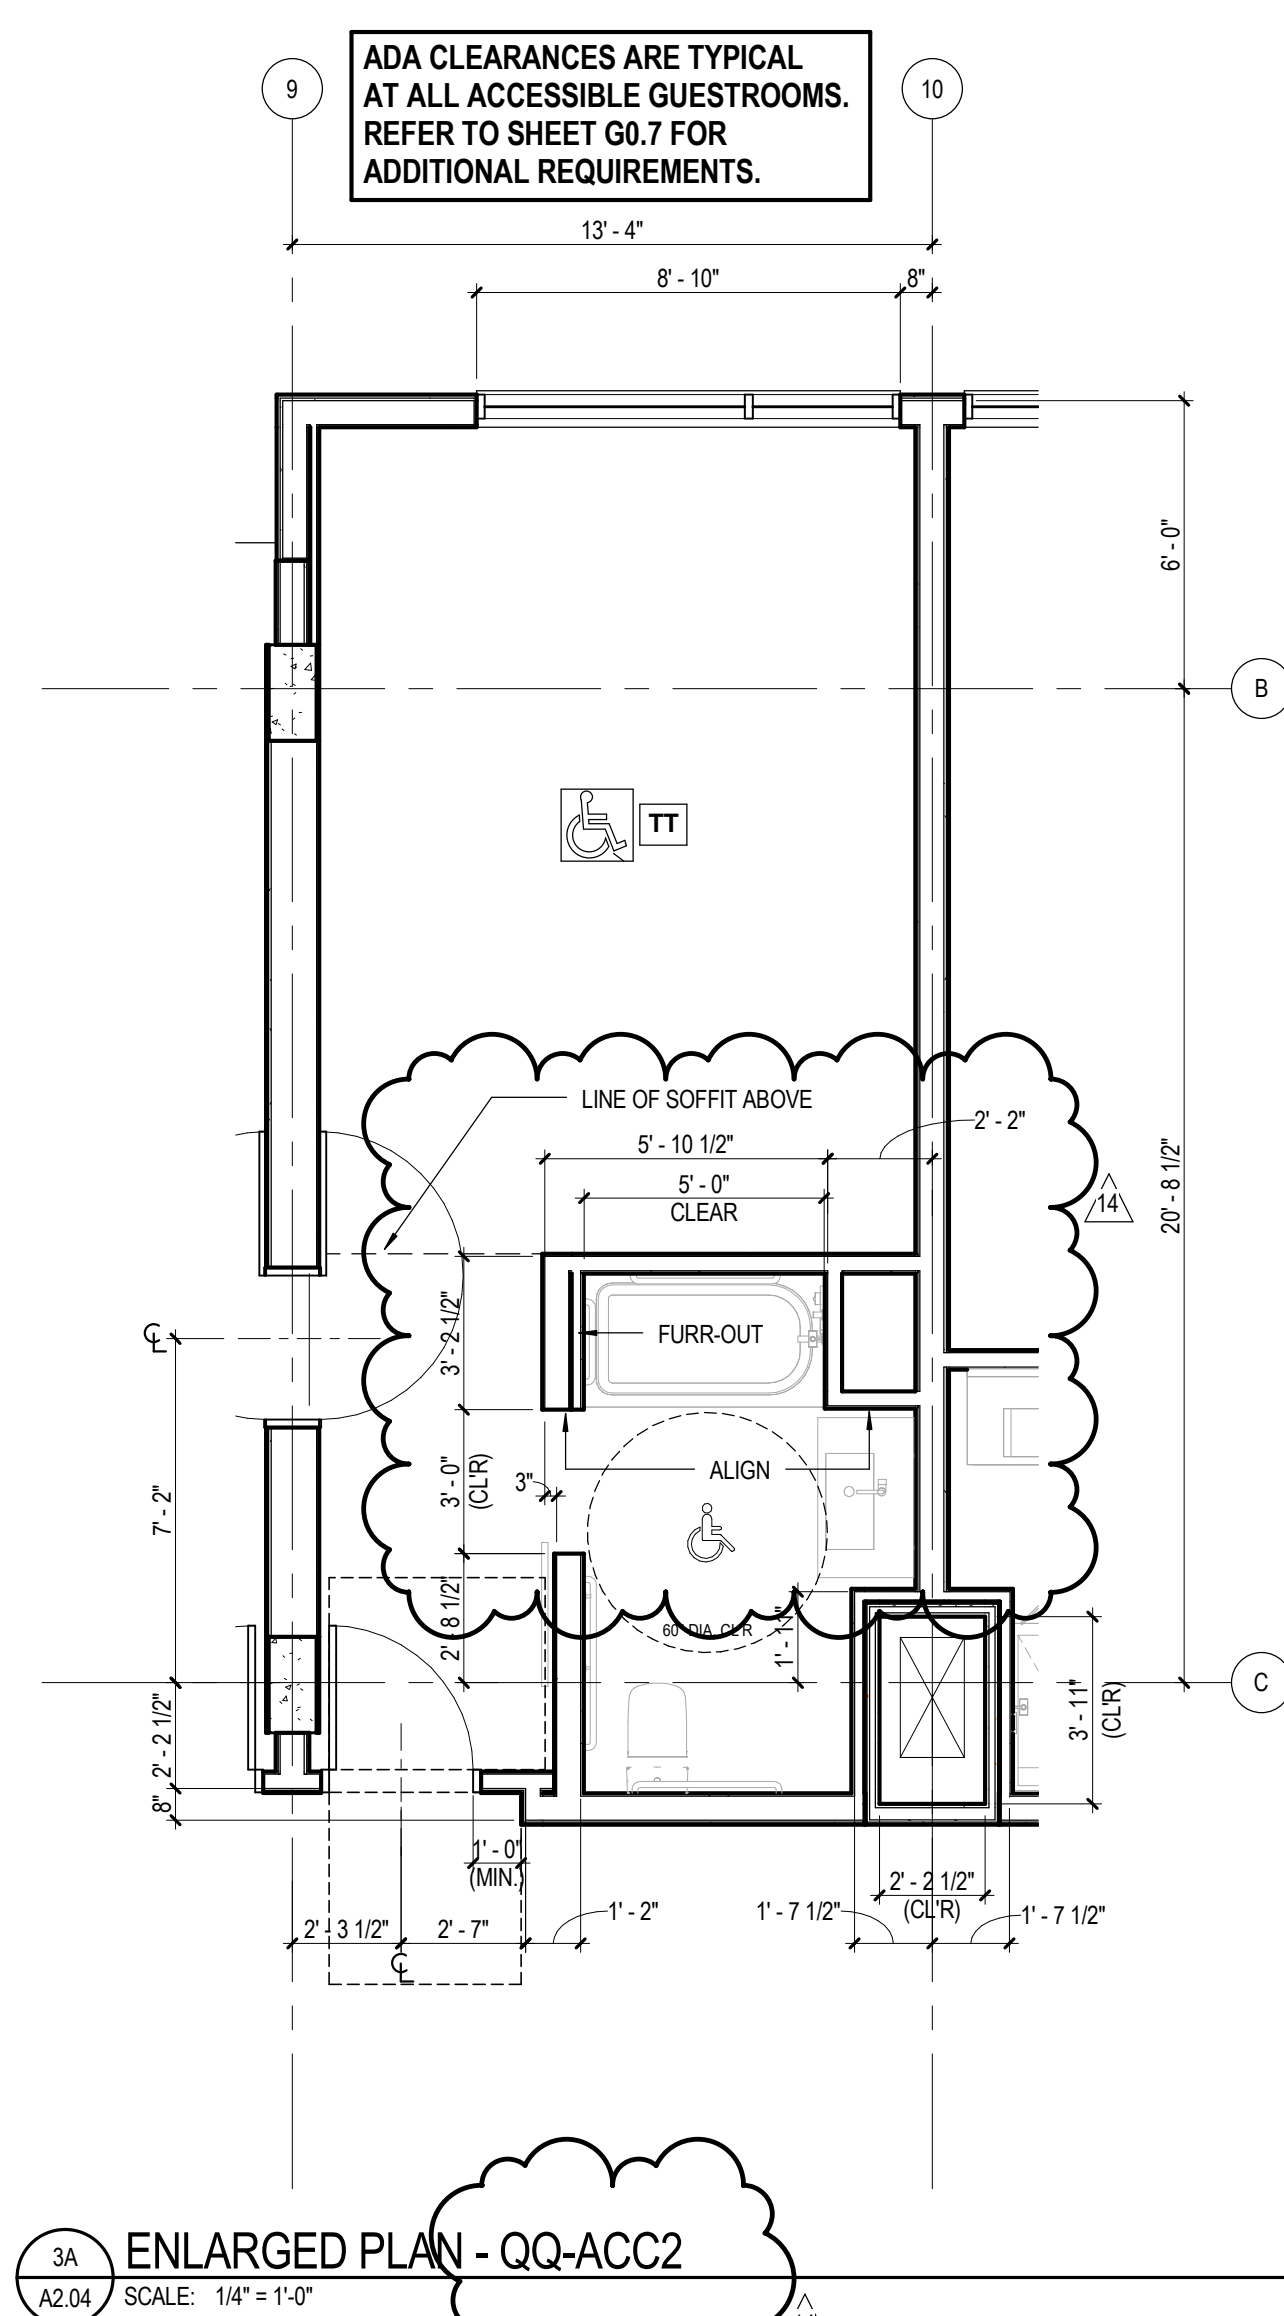 ADA CLEARANCES ARE TYPICAL
AT ALL ACCESSIBLE GUESTROOMS.
REFER TO SHEET G0.7 FOR
ADDITIONAL REQUIREMENTS.
9
10
13' - 4"
8' - 10"
8"
6' - 0"
B
TT
LINE OF SOFFIT ABOVE
2' - 2"
5' - 10 1/2"
5' - 0"
CLEAR
14
20' - 8 1/2"
3' - 2 1/2"
FURR-OUT
ALIGN
3"
3' - 0"
(CL'R)
7' - 2"
2' - 8 1/2"
60" DIA. CL'R
C
3' - 11"
(CL'R)
2' - 2 1/2"
8"
1' - 0"
(MIN.)
2' - 2 1/2"
(CL'R)
1' - 2"
1' - 7 1/2"
1' - 7 1/2"
2' - 3 1/2"
2' - 7"
3A
ENLARGED PLAN - QQ-ACC2
A2.04
SCALE: 1/4" = 1'-0"